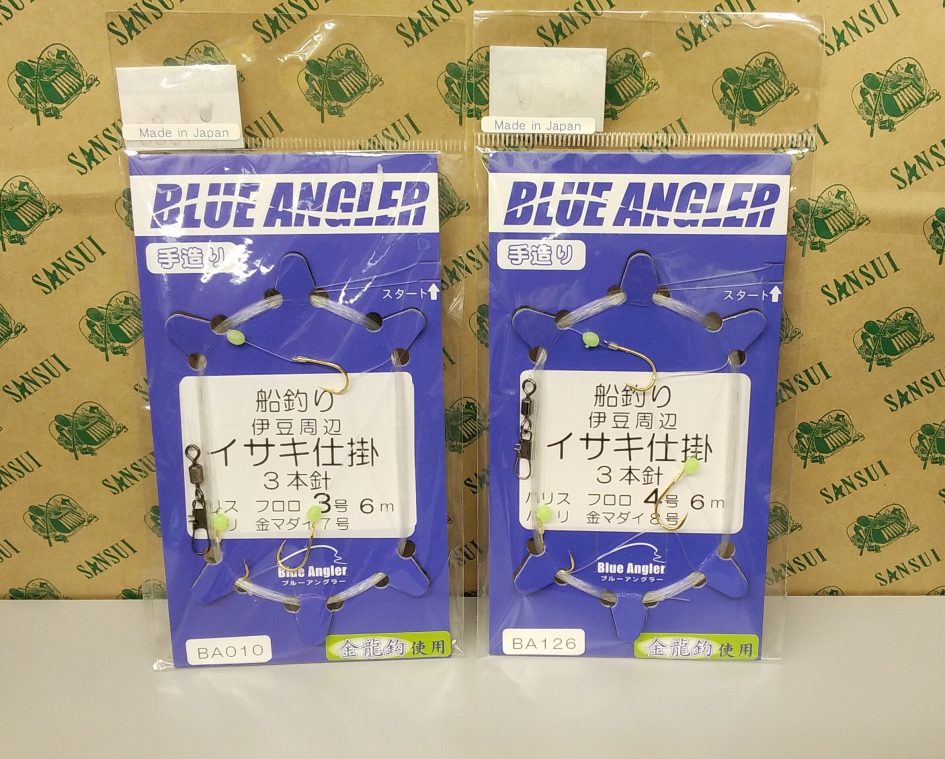 Made in Japan
BLUE ANGLER
手造り
スタート
船釣り
伊豆周辺
イサキ仕掛
3本針
ハリス フロロ 3号 6m
ハリ 金マダイ7号
Blue Angler
ブルーアングラー
BA010
金龍鈎使用
Made in Japan
BLUE ANGLER
手造り
スタート
船釣り
伊豆周辺
イサキ仕掛
3本針
ハリス フロロ 4号 6m
ハリ 金マダイ8号
Blue Angler
ブルーアングラー
BA126
金龍鈎使用
SANSUI